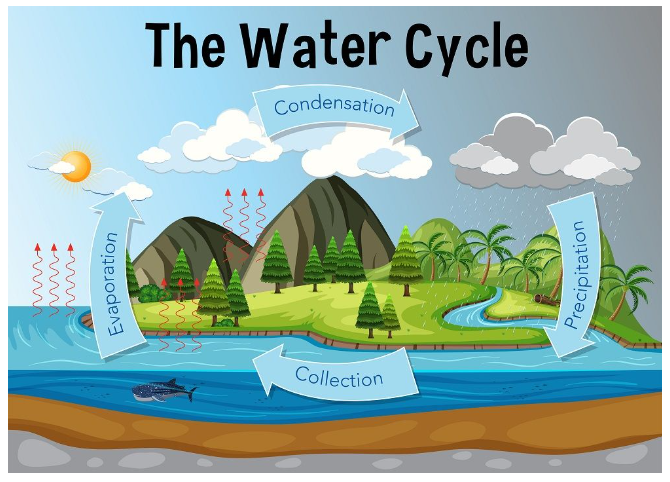 The Water Cycle
Condensation
Evaporation
Precipitation
Collection